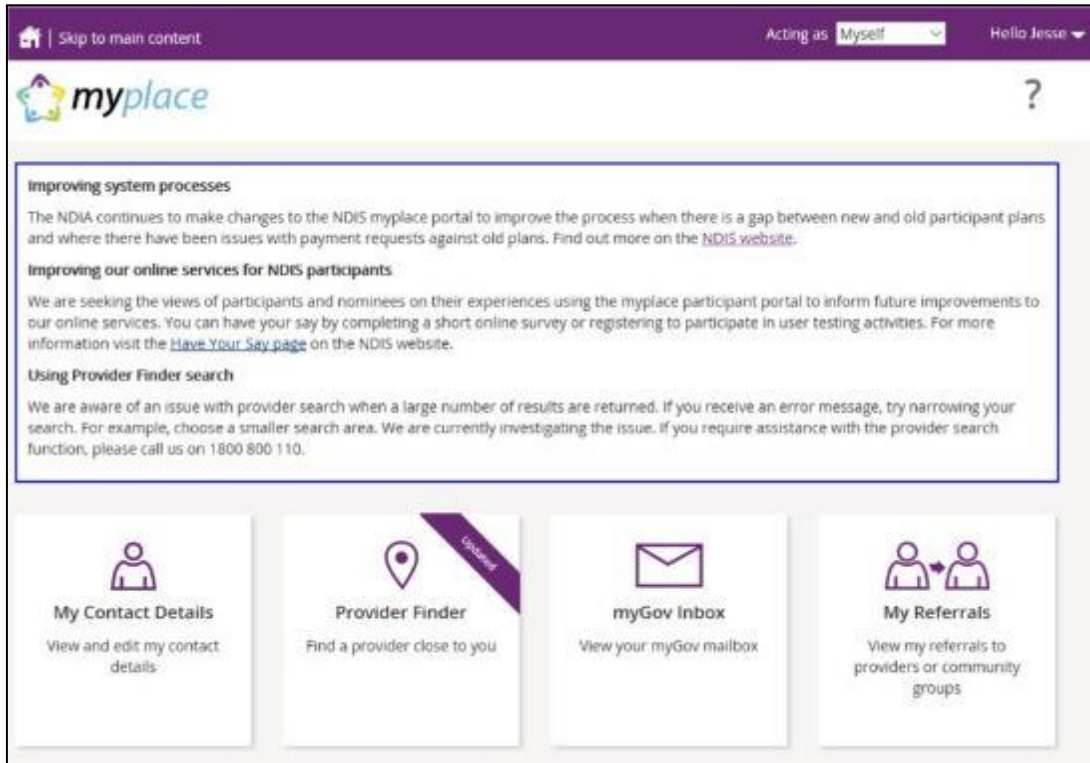 Skip to main content
Acting as Myself
Hello Jesse
myplace
?
Improving system processes
The NDIA continues to make changes to the NDIS myplace portal to improve the process when there is a gap between new and old participant plans
and where there have been issues with payment requests against old plans. Find out more on the NDIS website.
Improving our online services for NDIS participants
We are seeking the views of participants and nominees on their experiences using the myplace participant portal to inform future improvements to
our online services. You can have your say by completing a short online survey or registering to participate in user testing activities. For more
information visit the Have Your Say page on the NDIS website.
Using Provider Finder search
We are aware of an issue with provider search when a large number of results are returned. If you receive an error message, try narrowing your
search. For example, choose a smaller search area. We are currently investigating the issue. If you require assistance with the provider search
function, please call us on 1800 800 110.
My Contact Details
View and edit my contact
details
Updated
Provider Finder
Find a provider close to you
myGov Inbox
View your myGov mailbox
My Referrals
View my referrals to
providers or community
groups